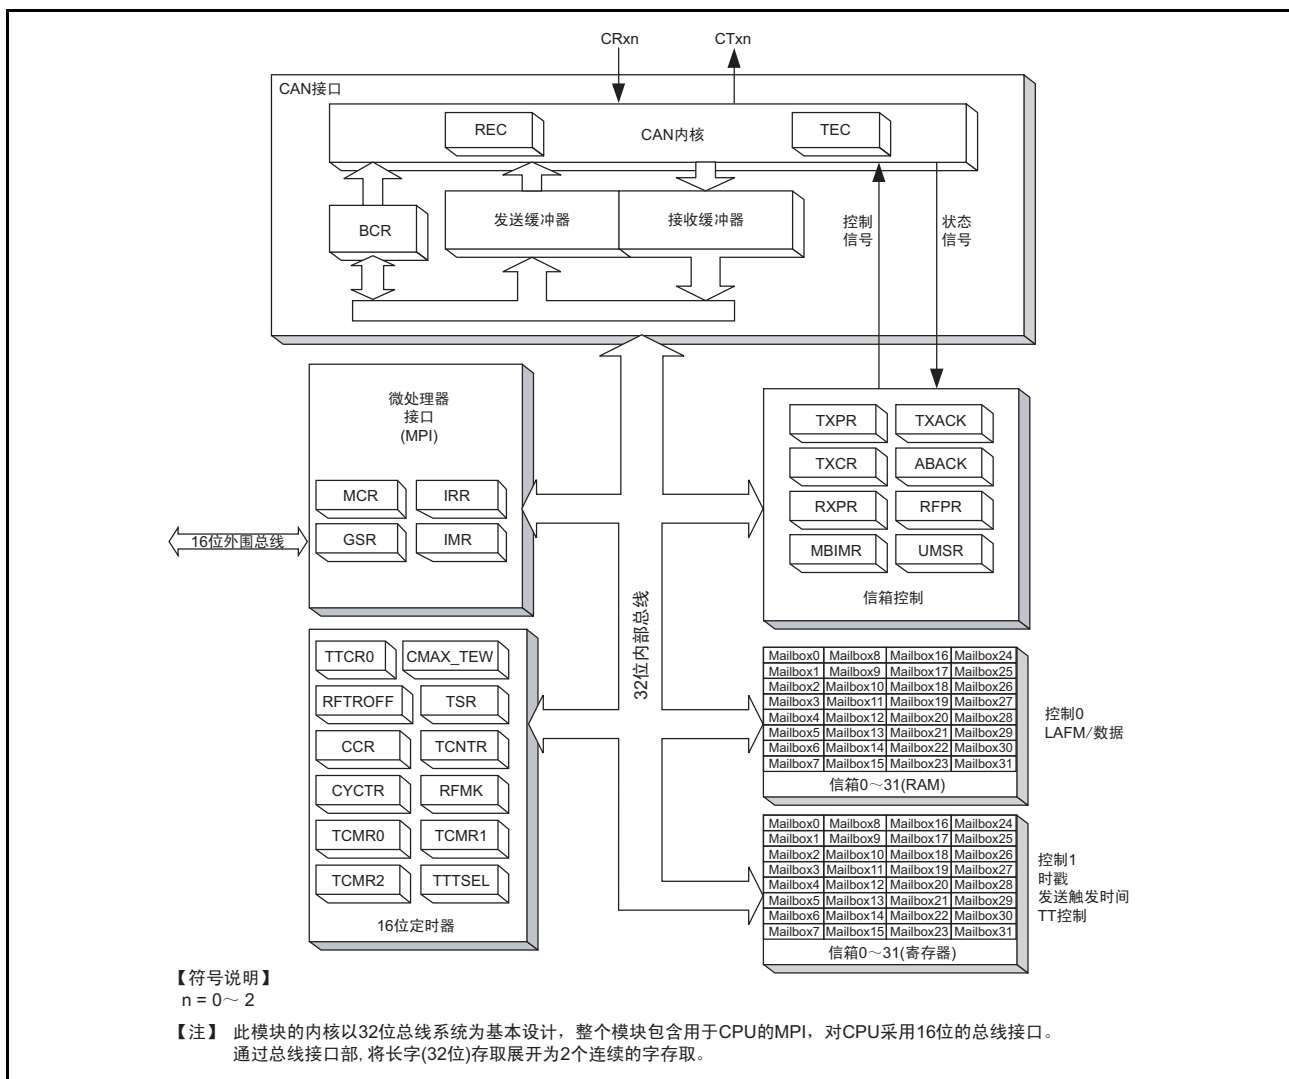 CRxn
CTxn
CAN接口
REC
CAN内核
TEC
BCR
发送缓冲器
接收缓冲器
控制
信号
状态
信号
微处理器
接口
(MPI)
MCR
IRR
GSR
IMR
16位外围总线
32位内部总线
TXPR
TXACK
TXCR
ABACK
RXPR
RFPR
MBIMR
UMSR
信箱控制
TTCR0
CMAX_TEW
RFTROFF
TSR
CCR
TCNTR
CYCTR
RFMK
TCMR0
TCMR1
TCMR2
TTTSEL
16位定时器
Mailbox0 Mailbox8 Mailbox16 Mailbox24
Mailbox1 Mailbox9 Mailbox17 Mailbox25
Mailbox2 Mailbox10 Mailbox18 Mailbox26
Mailbox3 Mailbox11 Mailbox19 Mailbox27
Mailbox4 Mailbox12 Mailbox20 Mailbox28
Mailbox5 Mailbox13 Mailbox21 Mailbox29
Mailbox6 Mailbox14 Mailbox22 Mailbox30
Mailbox7 Mailbox15 Mailbox23 Mailbox31
信箱0～31(RAM)
控制0
LAFM/数据
Mailbox0 Mailbox8 Mailbox16 Mailbox24
Mailbox1 Mailbox9 Mailbox17 Mailbox25
Mailbox2 Mailbox10 Mailbox18 Mailbox26
Mailbox3 Mailbox11 Mailbox19 Mailbox27
Mailbox4 Mailbox12 Mailbox20 Mailbox28
Mailbox5 Mailbox13 Mailbox21 Mailbox29
Mailbox6 Mailbox14 Mailbox22 Mailbox30
Mailbox7 Mailbox15 Mailbox23 Mailbox31
信箱0～31(寄存器)
控制1
时戳
发送触发时间
TT控制
【符号说明】
n = 0～ 2
【注】 此模块的内核以32位总线系统为基本设计，整个模块包含用于CPU的MPI，对CPU采用16位的总线接口。
通过总线接口部, 将长字(32位)存取展开为2个连续的字存取。